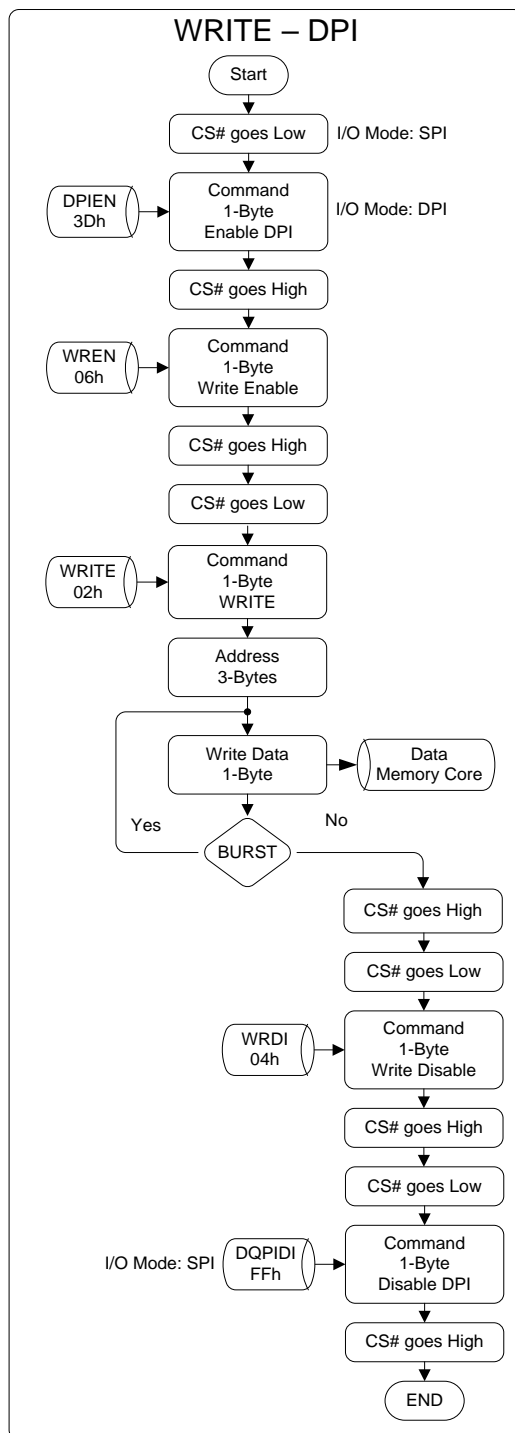 WRITE – DPI
Start
CS# goes Low
I/O Mode: SPI
DPIEN
3Dh
Command
1-Byte
Enable DPI
I/O Mode: DPI
CS# goes High
WREN
06h
Command
1-Byte
Write Enable
CS# goes High
CS# goes Low
WRITE
02h
Command
1-Byte
WRITE
Address
3-Bytes
Write Data
1-Byte
Data
Memory Core
Yes
No
BURST
CS# goes High
CS# goes Low
WRDI
04h
Command
1-Byte
Write Disable
CS# goes High
CS# goes Low
I/O Mode: SPI
DQPIDI
FFh
Command
1-Byte
Disable DPI
CS# goes High
END